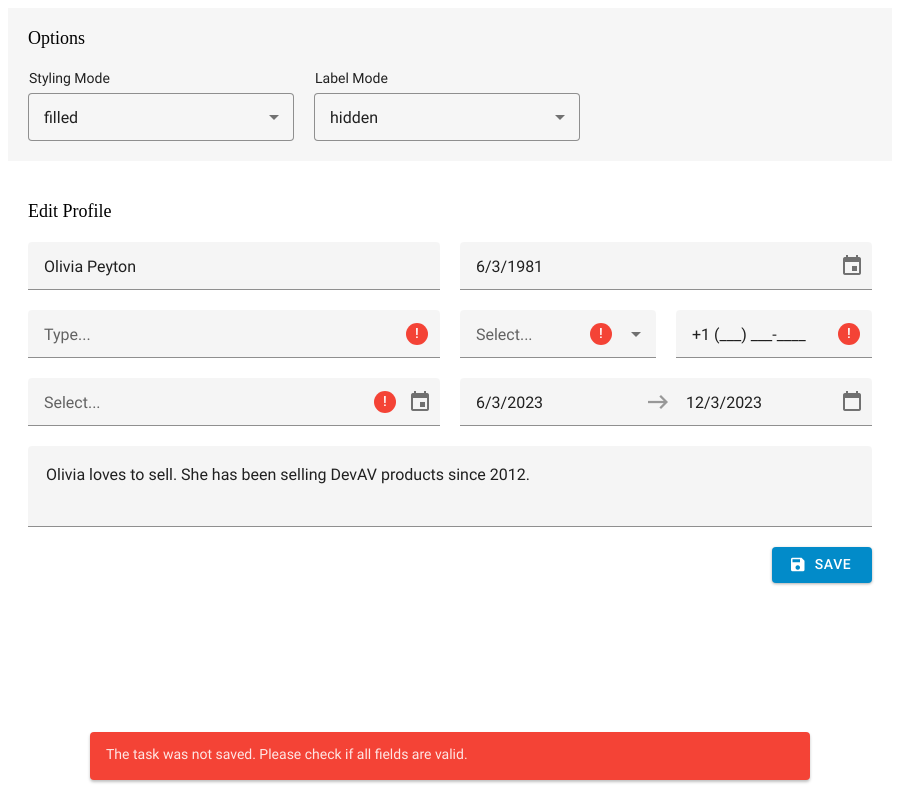 Options
Styling Mode Label Mode
filled hidden
Edit Profile
Olivia Peyton 6/3/1981
Type... ! Select... ! +1 (___) ___-____ !
Select... ! 6/3/2023 → 12/3/2023
Olivia loves to sell. She has been selling DevAV products since 2012.
SAVE
The task was not saved. Please check if all fields are valid.